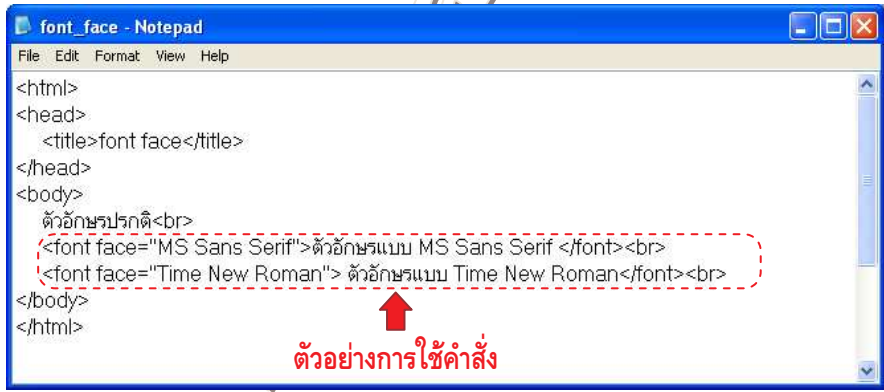 font_face - Notepad
File Edit Format View Help
<html>
<head>
<title>font face</title>
</head>
<body>
ตัวอักษรปรกติ<br>
<font face="MS Sans Serif">ตัวอักษรแบบ MS Sans Serif </font><br>
<font face="Time New Roman"> ตัวอักษรแบบ Time New Roman</font><br>
</body>
</html>
ตัวอย่างการใช้คำสั่ง